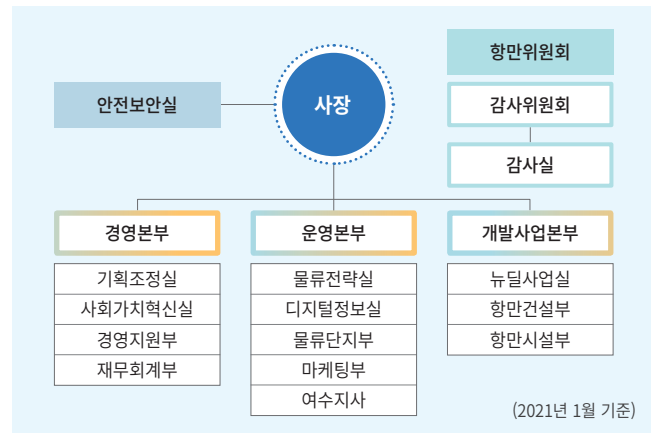 항만위원회
안전보안실
사장
감사위원회
감사실
경영본부
운영본부
개발사업본부
기획조정실
사회가치혁신실
경영지원부
재무회계부
물류전략실
디지털정보실
물류단지부
마케팅부
여수지사
뉴딜사업실
항만건설부
항만시설부
(2021년 1월 기준)